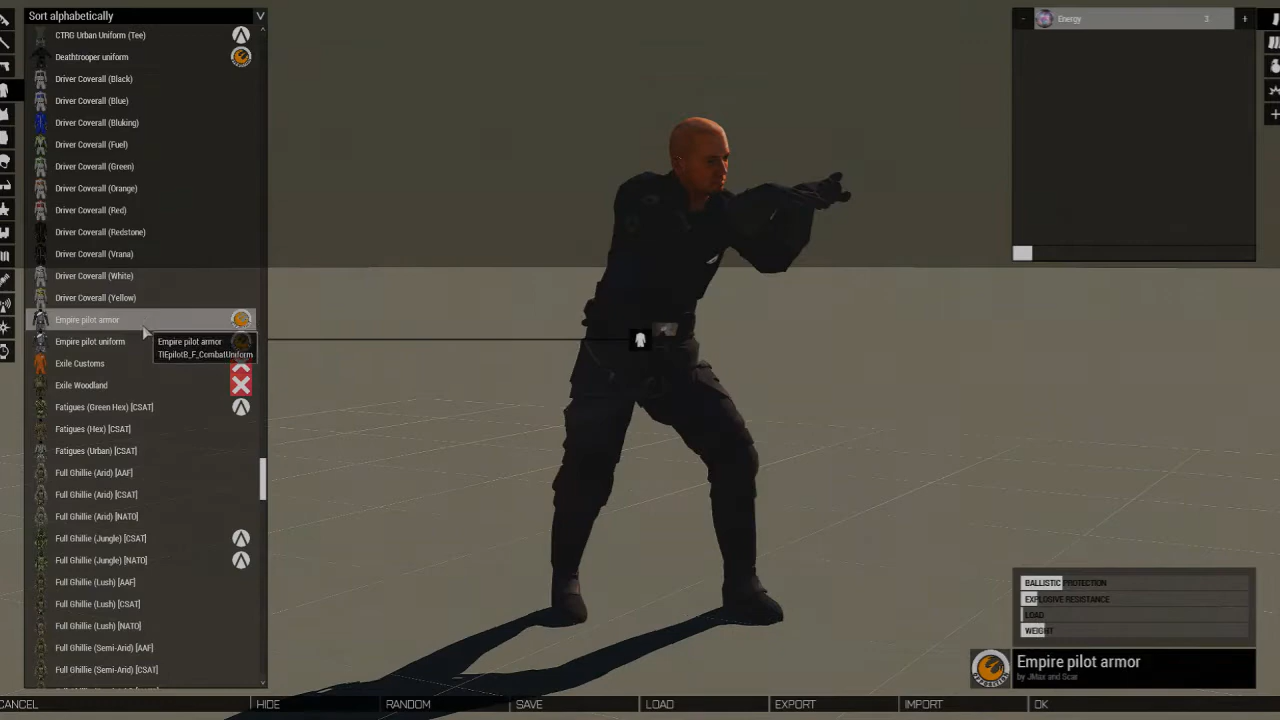 Sort alphabetically
CTRG Urban Uniform (Tee)
Deathtrooper uniform
Driver Coverall (Black)
Driver Coverall (Blue)
Driver Coverall (Bluking)
Driver Coverall (Fuel)
Driver Coverall (Green)
Driver Coverall (Orange)
Driver Coverall (Red)
Driver Coverall (Redstone)
Driver Coverall (Vrana)
Driver Coverall (White)
Driver Coverall (Yellow)
Empire pilot armor
Empire pilot uniform
Empire pilot armor
TIEpilotB_F_CombatUniform
Exile Customs
Exile Woodland
Fatigues (Green Hex) [CSAT]
Fatigues (Hex) [CSAT]
Fatigues (Urban) [CSAT]
Full Ghillie (Arid) [AAF]
Full Ghillie (Arid) [CSAT]
Full Ghillie (Arid) [NATO]
Full Ghillie (Jungle) [CSAT]
Full Ghillie (Jungle) [NATO]
Full Ghillie (Lush) [AAF]
Full Ghillie (Lush) [CSAT]
Full Ghillie (Lush) [NATO]
Full Ghillie (Semi-Arid) [AAF]
Full Ghillie (Semi-Arid) [CSAT]
- Energy 3 +
BALLISTIC PROTECTION
EXPLOSIVE RESISTANCE
LOAD
WEIGHT
Empire pilot armor
by JMax and Scar
CANCEL HIDE RANDOM SAVE LOAD EXPORT IMPORT OK